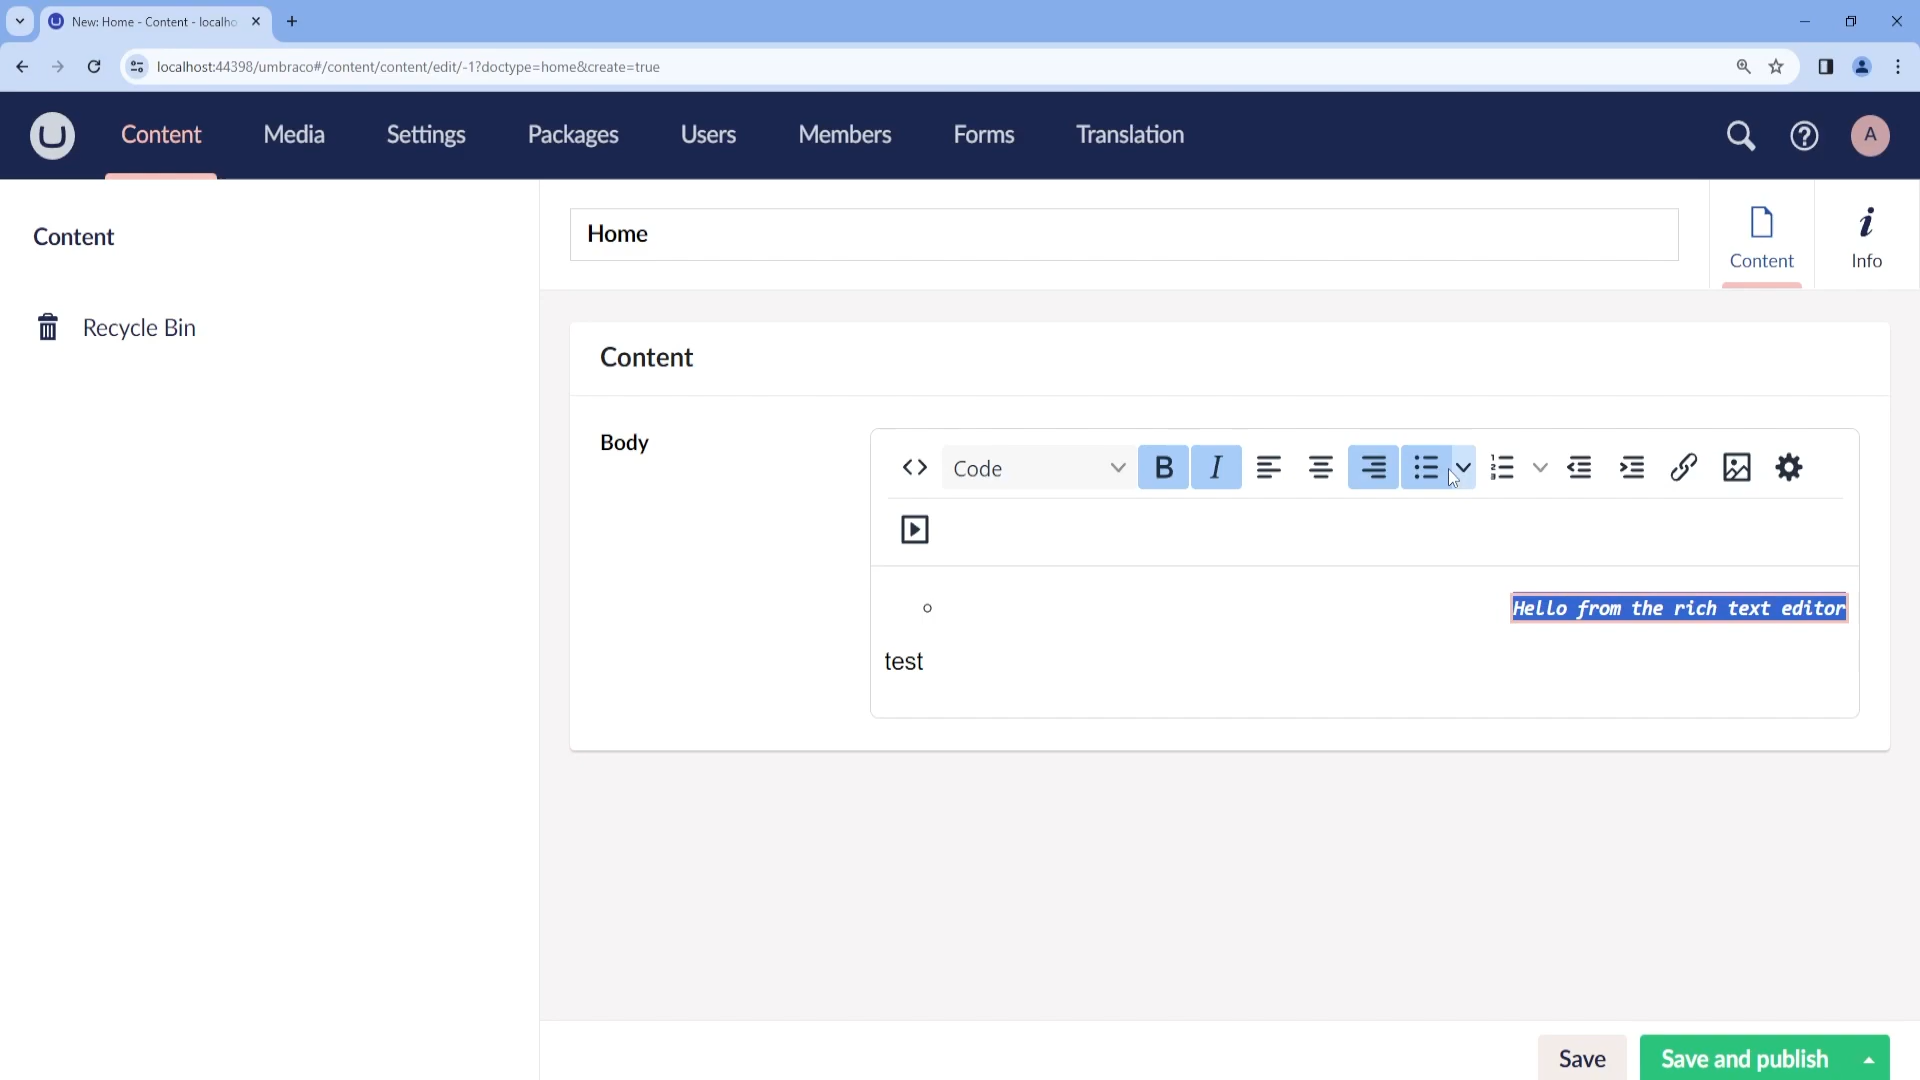 New: Home - Content - localho
localhost:44398/umbraco#/content/content/edit/-1?doctype=home&create=true
Content Media Settings Packages Users Members Forms Translation
A
Content
Recycle Bin
Home
Content
Info
Content
Body
Code
B I
Hello from the rich text editor
test
Save
Save and publish